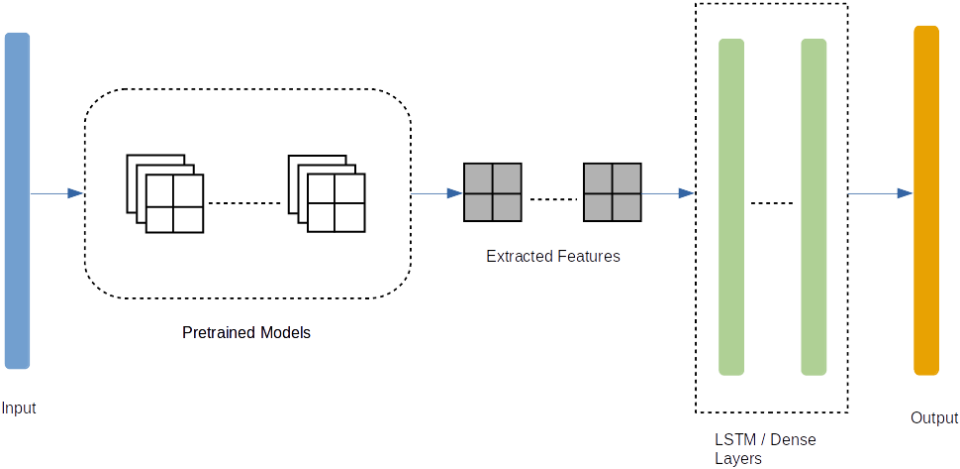 Input
Pretrained Models
Extracted Features
LSTM / Dense
Layers
Output